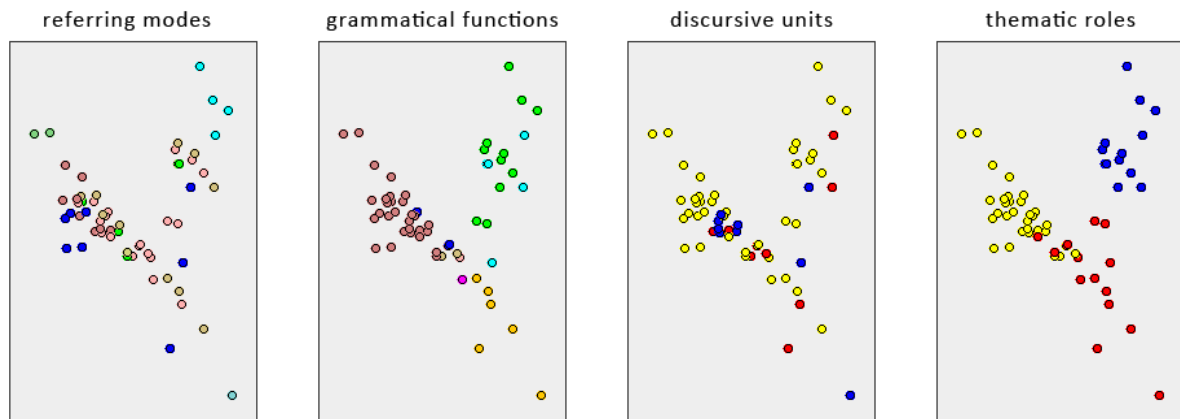 referring modes
grammatical functions
discursive units
thematic roles